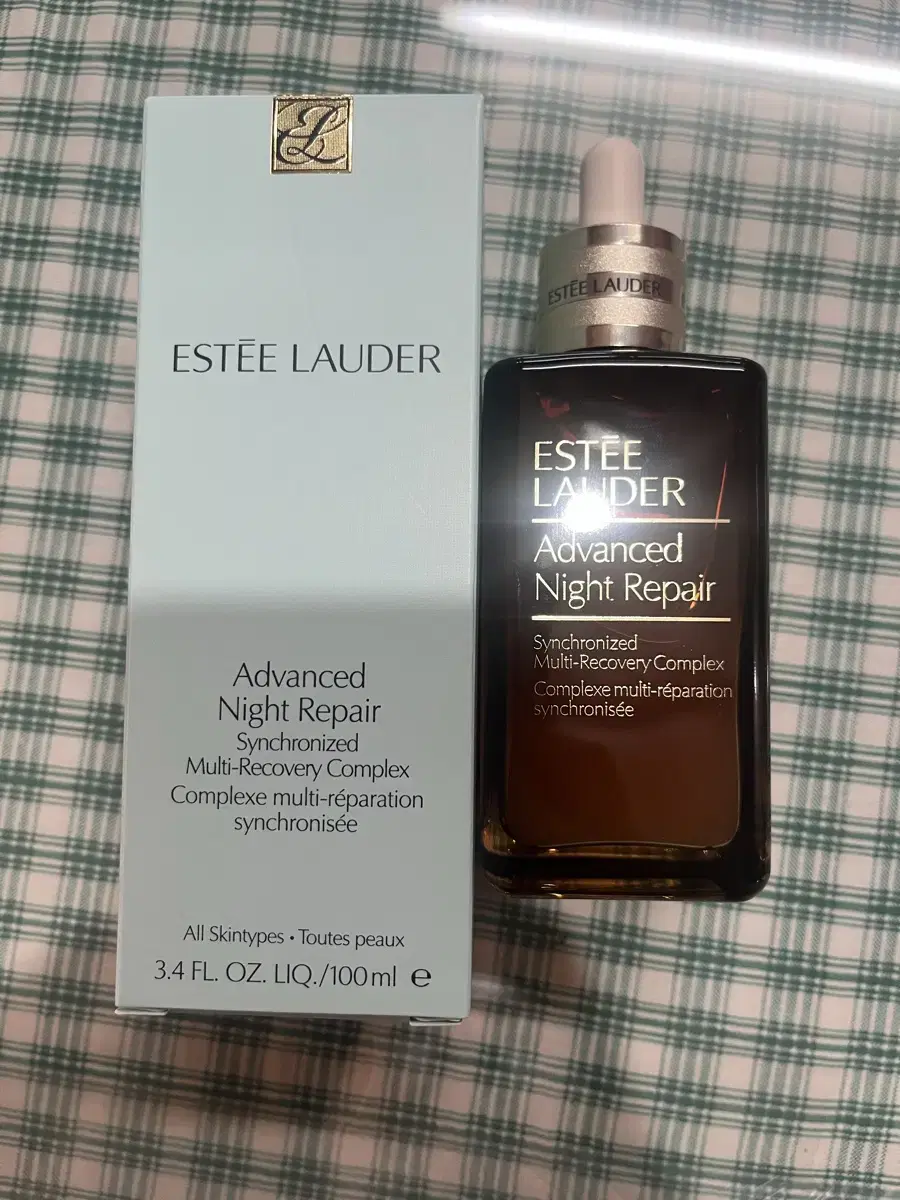 ESTĒE LAUDER
Advanced
Night Repair
Synchronized
Multi-Recovery Complex
Complexe multi-réparation
synchronisée
All Skintypes • Toutes peaux
3.4 FL. OZ. LIQ./100 ml ℮
ESTĒE LAUDER
ESTĒE
LAUDER
Advanced
Night Repair
Synchronized
Multi-Recovery Complex
Complexe multi-réparation
synchronisée